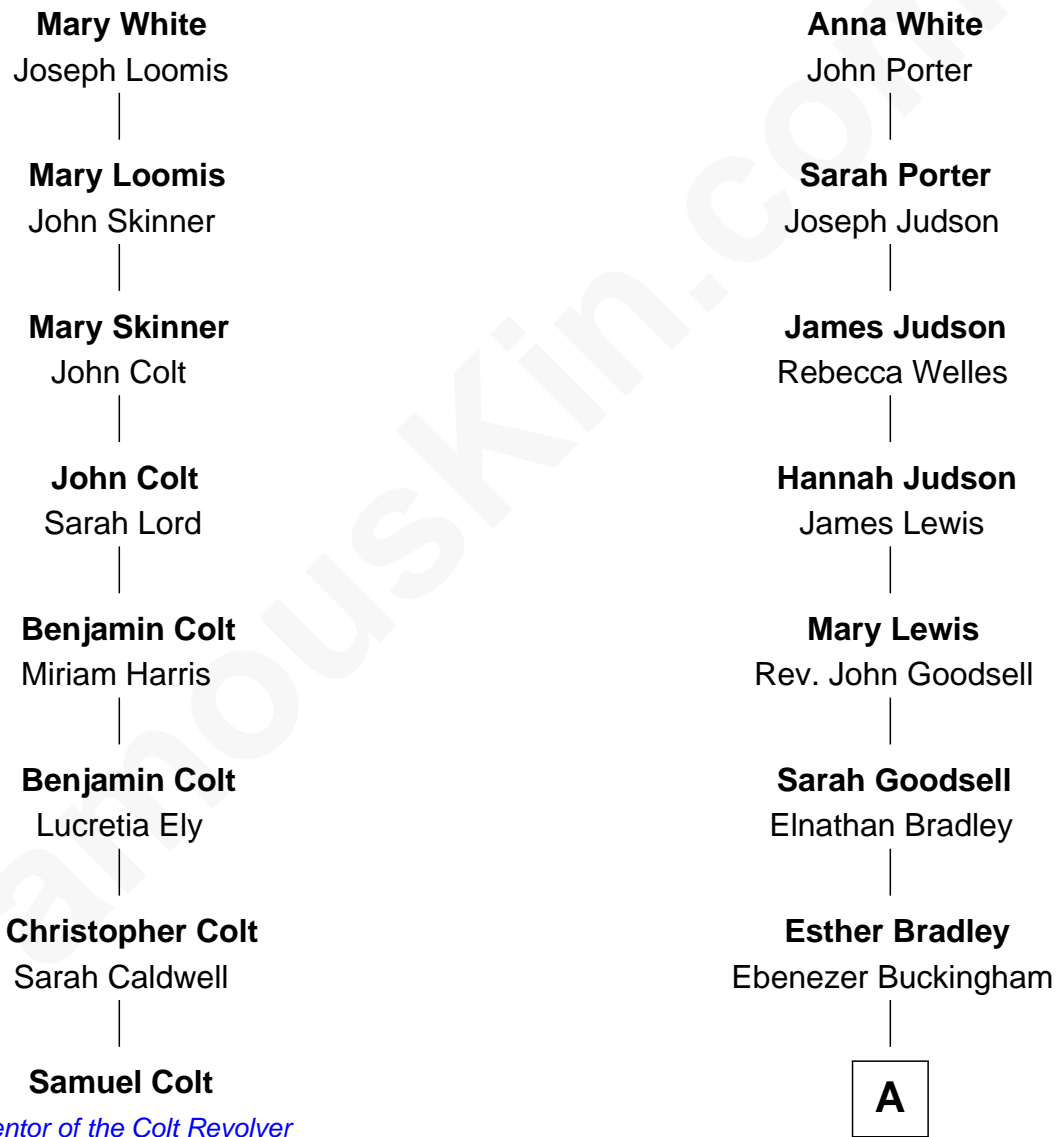 Mary White
Joseph Loomis
Mary Loomis
John Skinner
Mary Skinner
John Colt
John Colt
Sarah Lord
Benjamin Colt
Miriam Harris
Benjamin Colt
Lucretia Ely
Christopher Colt
Sarah Caldwell
Samuel Colt
entor of the Colt Revolver
Anna White
John Porter
Sarah Porter
Joseph Judson
James Judson
Rebecca Welles
Hannah Judson
James Lewis
Mary Lewis
Rev. John Goodsell
Sarah Goodsell
Elnathan Bradley
Esther Bradley
Ebenezer Buckingham
A
amouskin.com